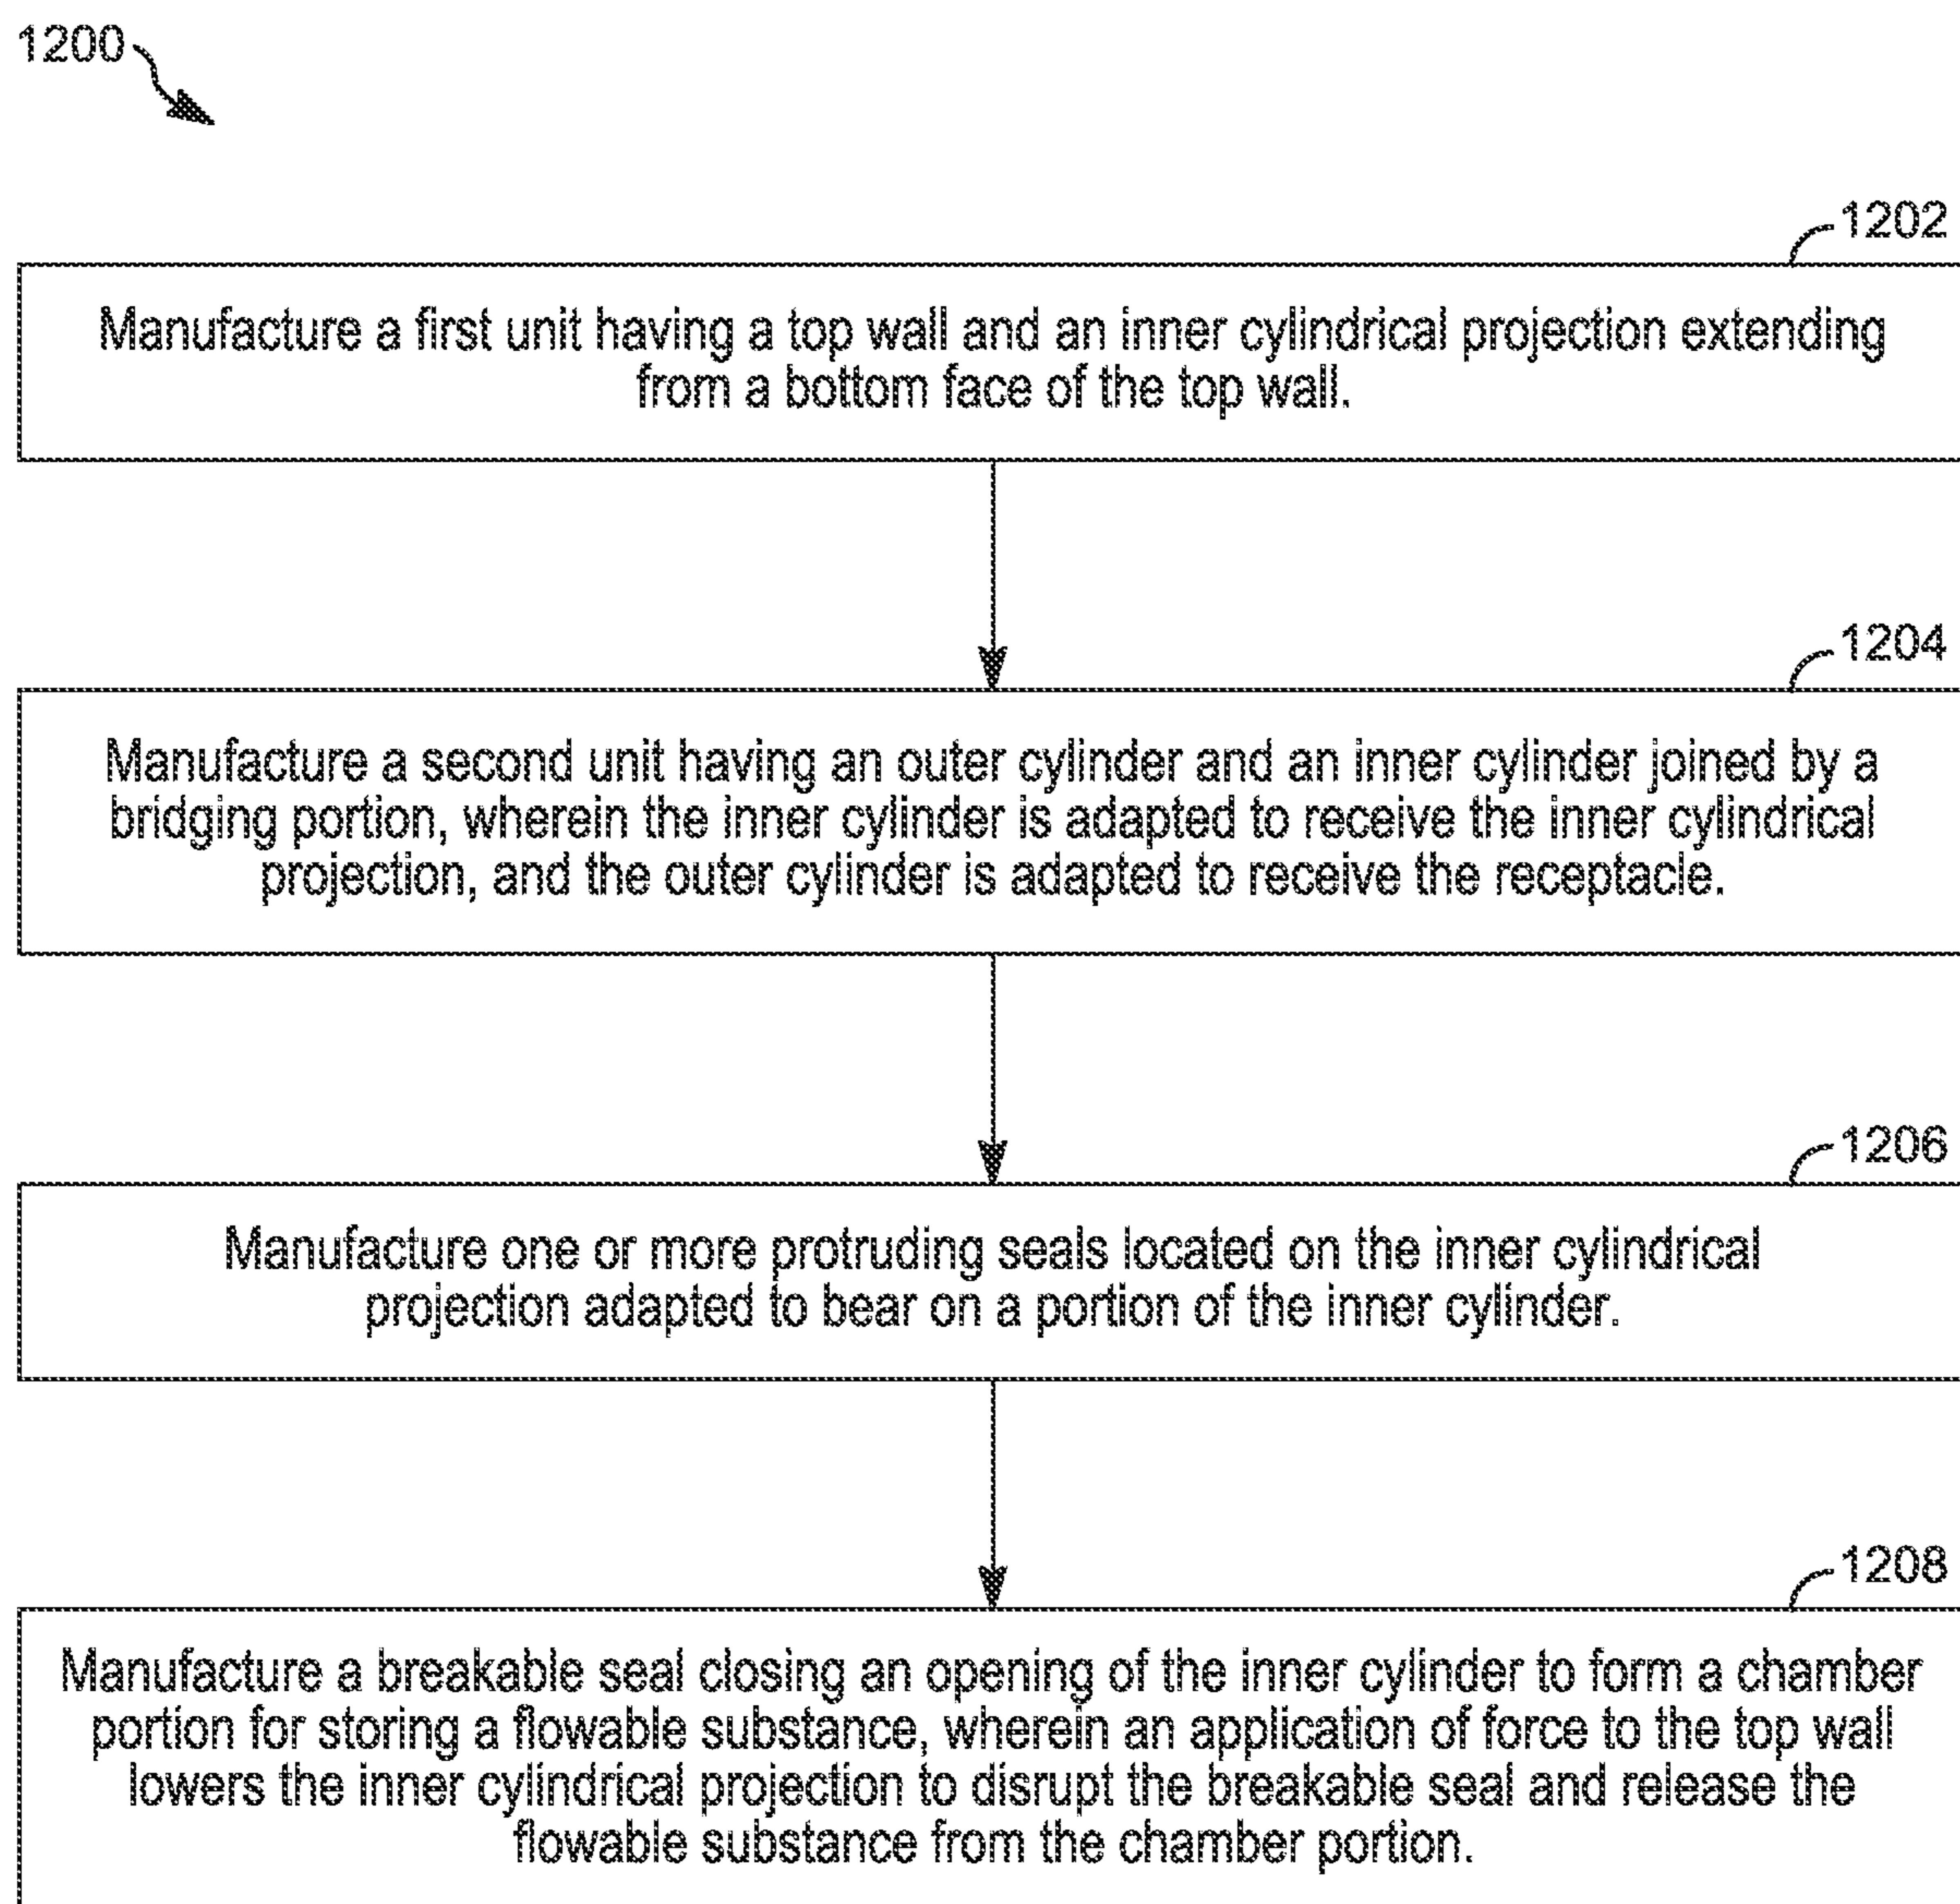 1200
1202
Manufacture a first unit having a top wall and an inner cylindrical projection extending
from a bottom face of the top wall.
1204
Manufacture a second unit having an outer cylinder and an inner cylinder joined by a
bridging portion, wherein the inner cylinder is adapted to receive the inner cylindrical
projection, and the outer cylinder is adapted to receive the receptacle.
1206
Manufacture one or more protruding seals located on the inner cylindrical
projection adapted to bear on a portion of the inner cylinder.
1208
Manufacture a breakable seal closing an opening of the inner cylinder to form a chamber
portion for storing a flowable substance, wherein an application of force to the top wall
lowers the inner cylindrical projection to disrupt the breakable seal and release the
flowable substance from the chamber portion.